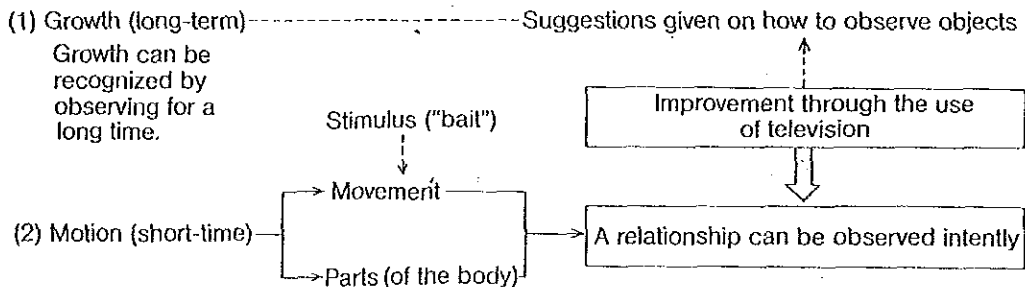 (1) Growth (long-term)
Suggestions given on how to observe objects
Growth can be
recognized by
observing for a
long time.
Improvement through the use
of television
Stimulus ("bait")
Movement
(2) Motion (short-time)
A relationship can be observed intently
Parts (of the body)